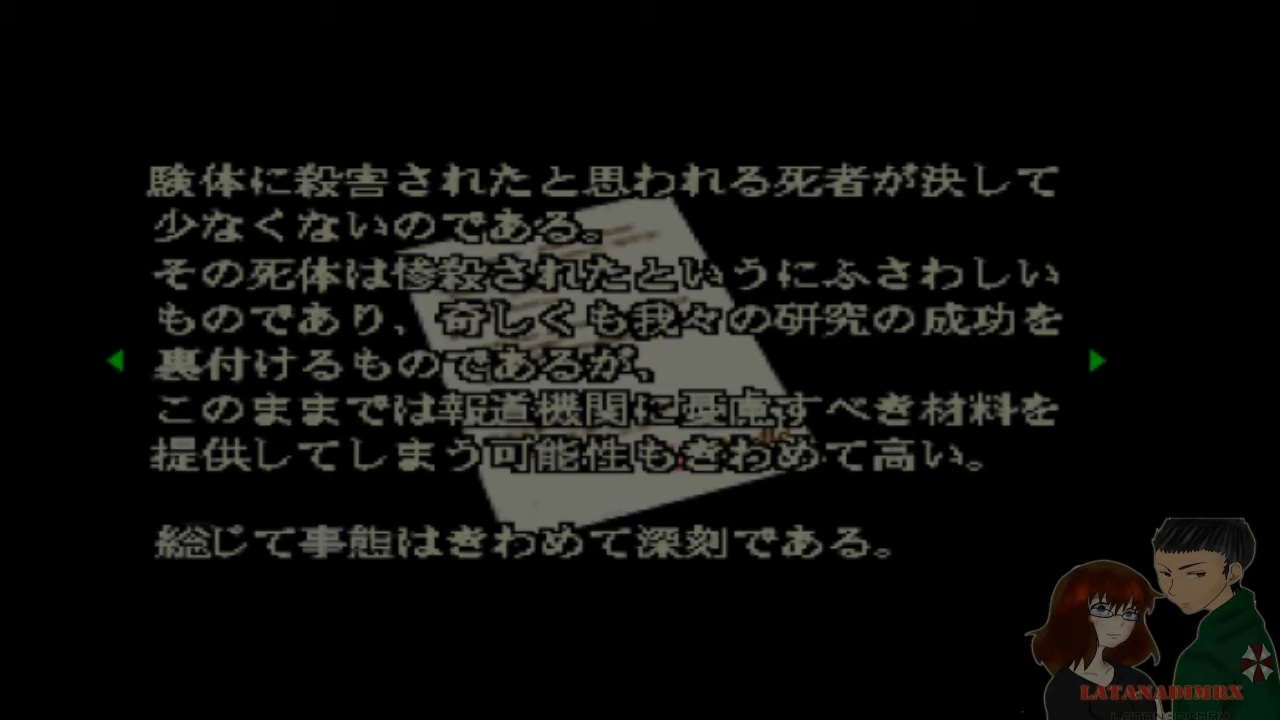 験体に殺害されたと思われる死者が決して
少なくないのである。
その死体は惨殺されたというにふさわしい
ものであり、奇しくも我々の研究の成功を
裏付けるものであるが、
このままでは報道機関に憂慮すべき材料を
提供してしまう可能性もきわめて高い。
総じて事態はきわめて深刻である。
LATANADIMRX